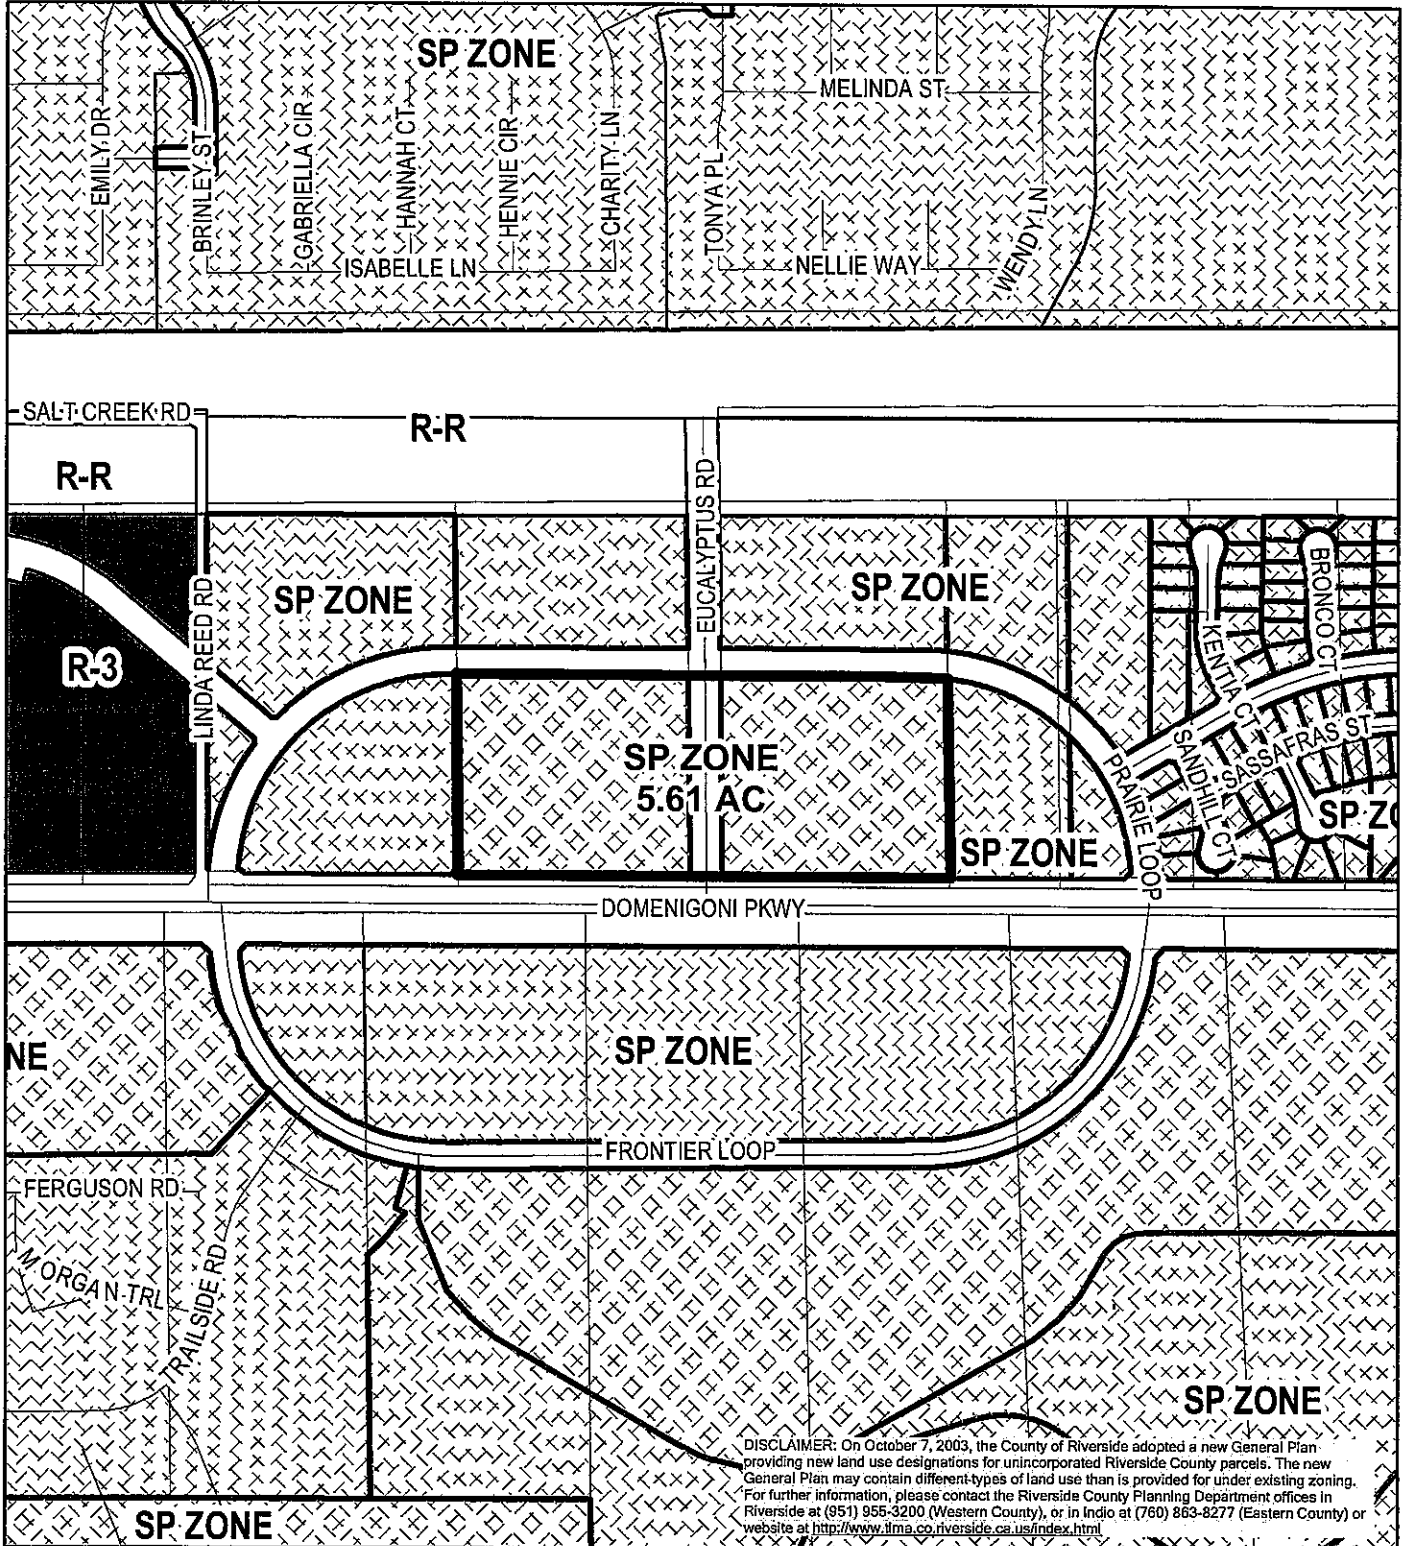 SP ZONE
MELINDA ST
EMILY DR
BRINLEY ST
GABRIELLA CIR
HANNAH CT
HENNIE CIR
CHARITY LN
TONYA PL
WENDY LN
ISABELLE LN
NELLIE WAY
SALT CREEK RD
R-R
R-R
EUCALYPTUS RD
LINDA REED RD
SP ZONE
SP ZONE
BRONCO CT
KENTIA CT
R-3
SANDHILL CT
SASSAFRAS ST
PRAIRIE LOOP
SP ZONE
5.61 AC
SP ZO
SP ZONE
DOMENIGONI PKWY
NE
SP ZONE
FRONTIER LOOP
FERGUSON RD
MORGAN TRL
TRAILSIDE RD
SP ZONE
DISCLAIMER: On October 7, 2003, the County of Riverside adopted a new General Plan
providing new land use designations for unincorporated Riverside County parcels. The new
General Plan may contain different types of land use than is provided for under existing zoning.
For further information, please contact the Riverside County Planning Department offices in
Riverside at (951) 955-3200 (Western County), or in Indio at (760) 863-8277 (Eastern County) or
website at http://www.tlma.co.riverside.ca.us/index.html
SP ZONE